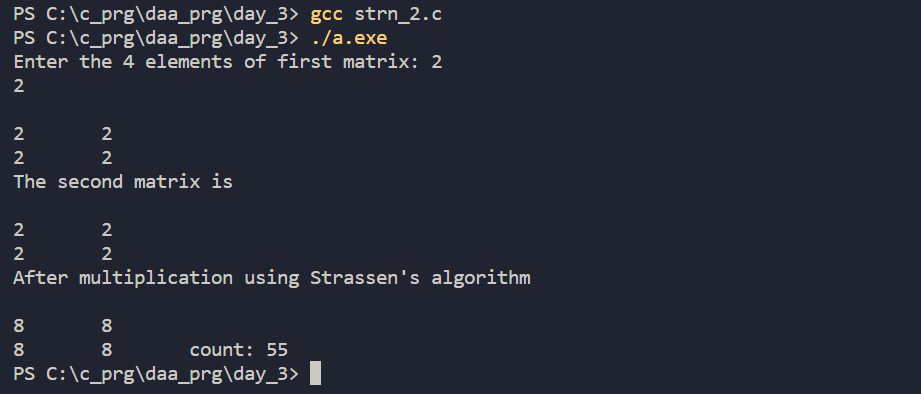 PS C:\c_prg\daa_prg\day_3> gcc strn_2.c
PS C:\c_prg\daa_prg\day_3> ./a.exe
Enter the 4 elements of first matrix: 2
2
2 2
2 2
The second matrix is
2 2
2 2
After multiplication using Strassen's algorithm
8 8
8 8 count: 55
PS C:\c_prg\daa_prg\day_3>